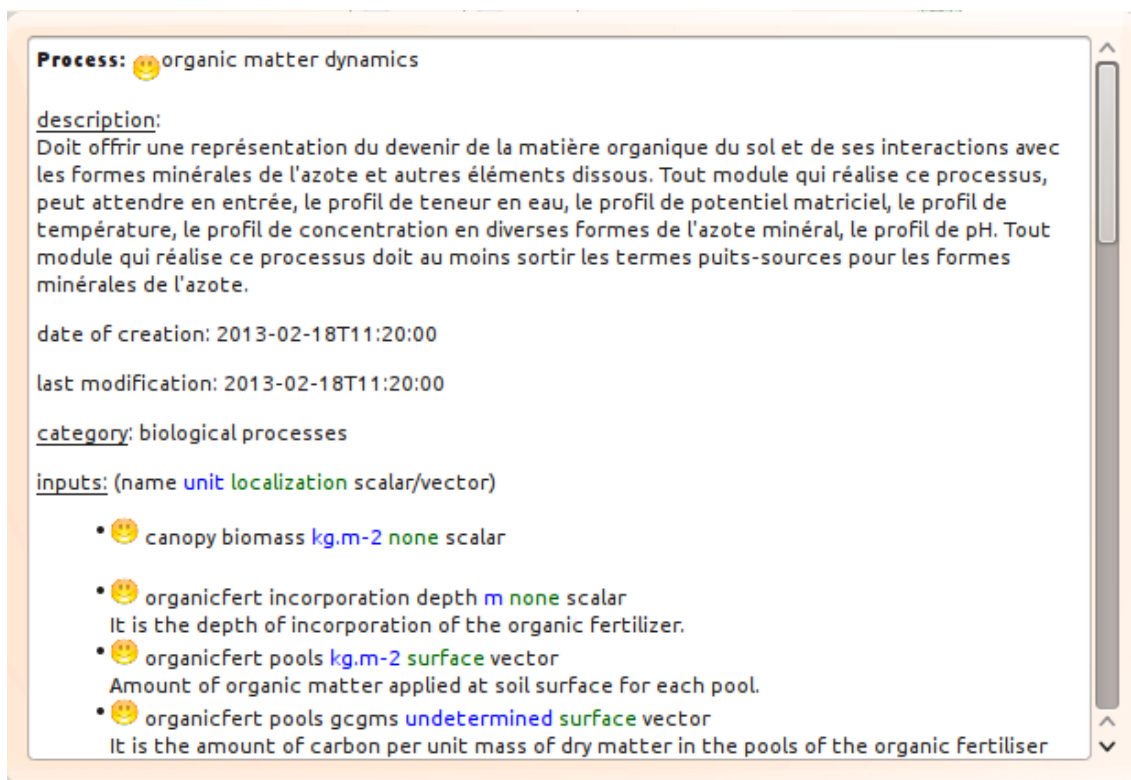 Process: organic matter dynamics
description:
Doit offrir une représentation du devenir de la matière organique du sol et de ses interactions avec
les formes minérales de l'azote et autres éléments dissous. Tout module qui réalise ce processus,
peut attendre en entrée, le profil de teneur en eau, le profil de potentiel matriciel, le profil de
température, le profil de concentration en diverses formes de l'azote minéral, le profil de pH. Tout
module qui réalise ce processus doit au moins sortir les termes puits-sources pour les formes
minérales de l'azote.
date of creation: 2013-02-18T11:20:00
last modification: 2013-02-18T11:20:00
category: biological processes
inputs: (name unit localization scalar/vector)
• canopy biomass kg.m-2 none scalar
• organicfert incorporation depth m none scalar
It is the depth of incorporation of the organic fertilizer.
• organicfert pools kg.m-2 surface vector
Amount of organic matter applied at soil surface for each pool.
• organicfert pools gcgms undetermined surface vector
It is the amount of carbon per unit mass of dry matter in the pools of the organic fertiliser